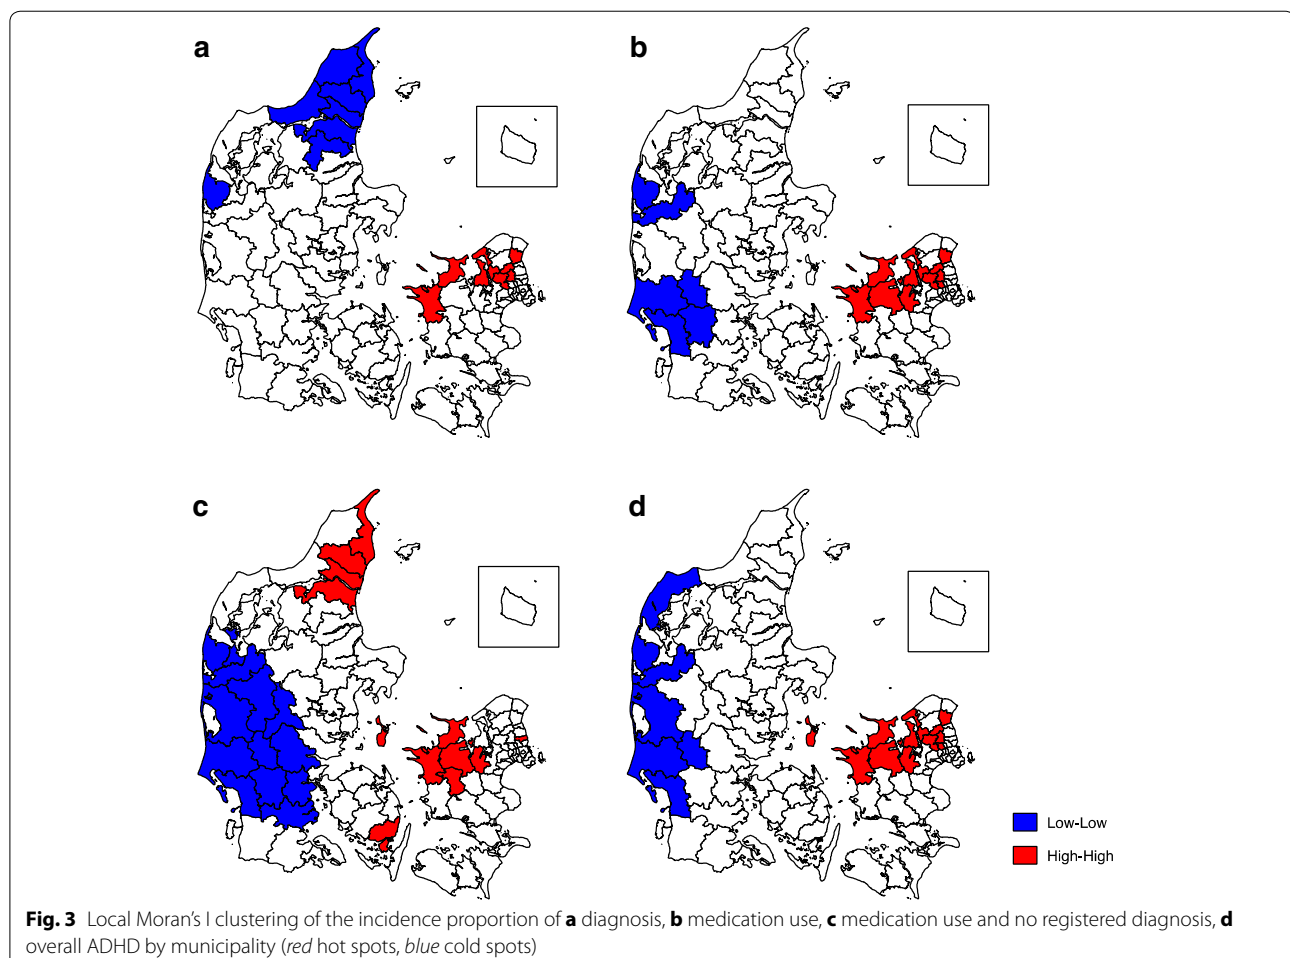 a
b
c
d
Low-Low
High-High
Fig. 3 Local Moran's I clustering of the incidence proportion of a diagnosis, b medication use, c medication use and no registered diagnosis, d
overall ADHD by municipality (red hot spots, blue cold spots)